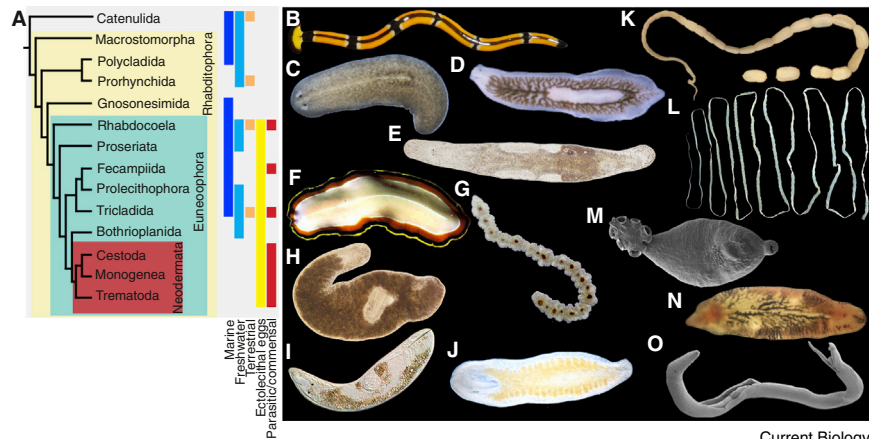 A
Catenulida
Macrostomorpha
Polycladida
Prorhynchida
Gnosonesimida
Rhabdocoela
Proseriata
Fecampiida
Prolecithophora
Tricladida
Bothrioplanida
Cestoda
Monogenea
Trematoda
Rhabditophora
Euneoophora
Neodermata
Marine
Freshwater
Terrestrial
Ectolecithal eggs
Parasitic/commensal
B
C
D
E
F
G
H
I
J
K
L
M
N
O
Current Biology